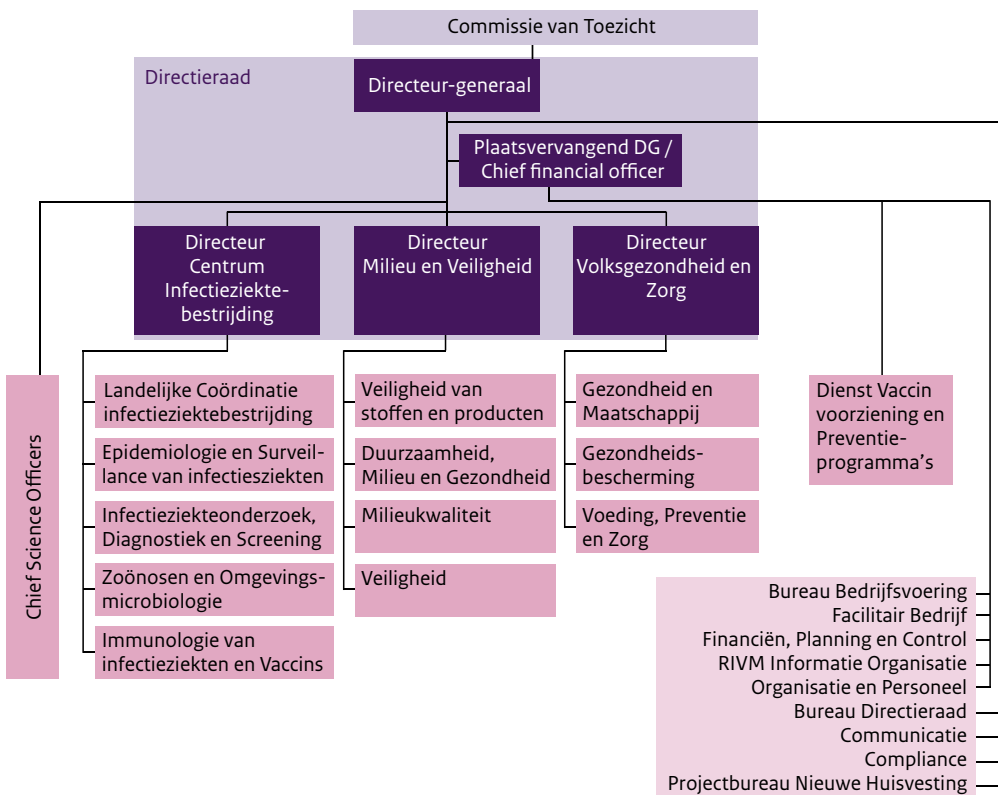 Commissie van Toezicht
Directieraad
Directeur-generaal
Plaatsvervangend DG /
Chief financial officer
Directeur
Centrum
Infectieziekte-
bestrijding
Directeur
Milieu en Veiligheid
Directeur
Volksgezondheid en
Zorg
Chief Science Officers
Landelijke Coördinatie
infectieziektebestrijding
Epidemiologie en Surveil-
lance van infectiesziekten
Infectieziekteonderzoek,
Diagnostiek en Screening
Zoönosen en Omgevings-
microbiologie
Immunologie van
infectieziekten en Vaccins
Veiligheid van
stoffen en producten
Duurzaamheid,
Milieu en Gezondheid
Milieukwaliteit
Veiligheid
Gezondheid en
Maatschappij
Gezondheids-
bescherming
Voeding, Preventie
en Zorg
Dienst Vaccin
voorziening en
Preventie-
programma's
Bureau Bedrijfsvoering
Facilitair Bedrijf
Financiën, Planning en Control
RIVM Informatie Organisatie
Organisatie en Personeel
Bureau Directieraad
Communicatie
Compliance
Projectbureau Nieuwe Huisvesting